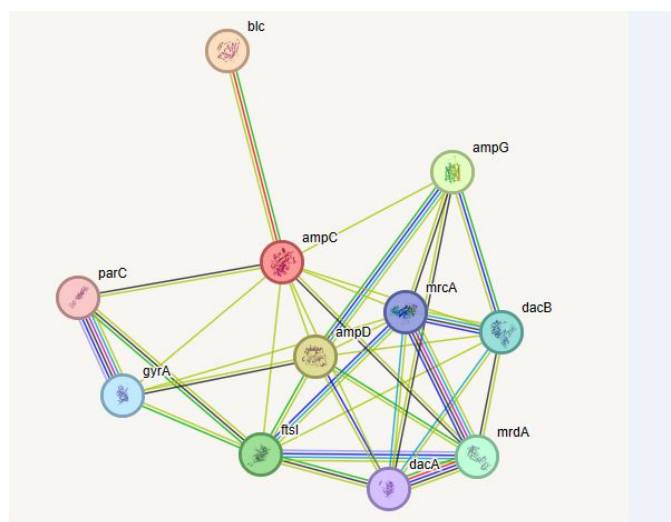 blc
ampG
ampC
parC
mrcA
dacB
ampD
gyrA
ftsI
mrdA
dacA